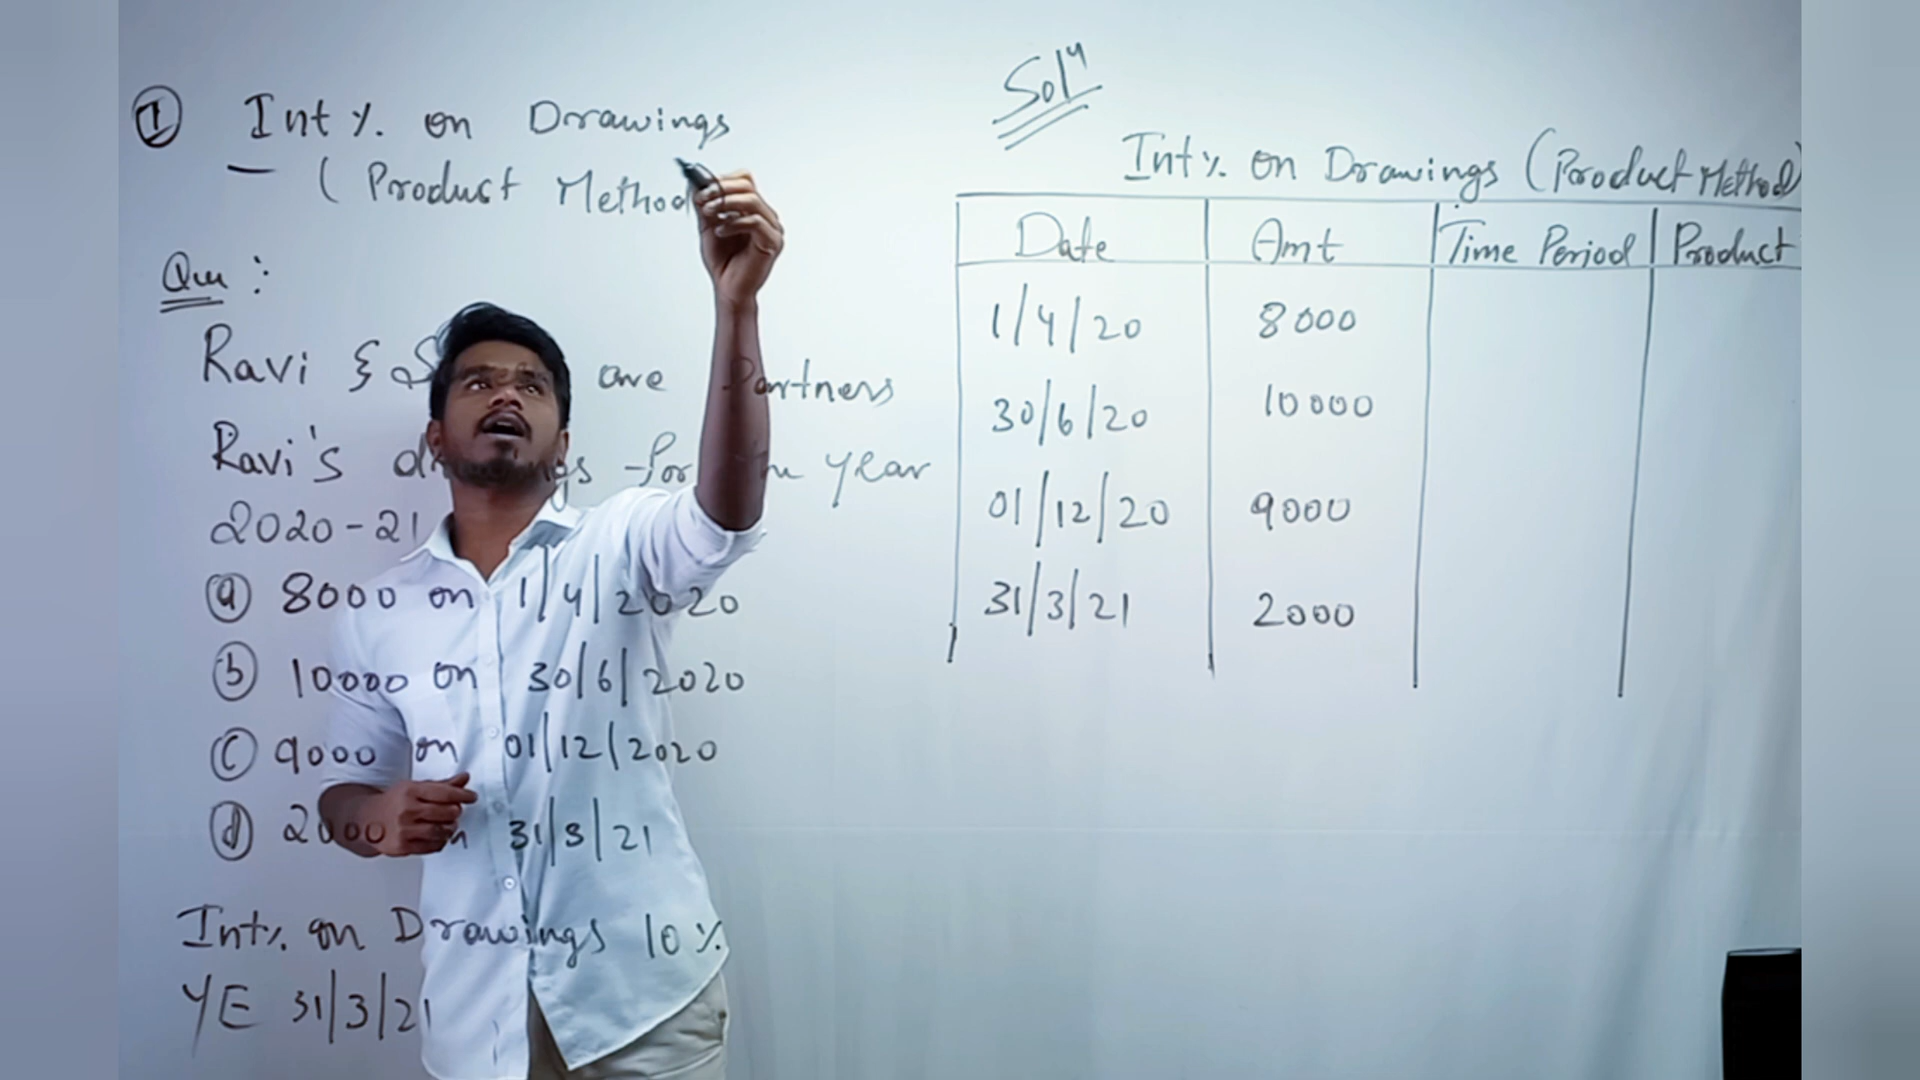 ① Int% on Drawings
( Product Method
Qun :
Ravi & are Partners
Ravi's for the year
2020-21
ⓐ 8000 on 1/4/2020
ⓑ 10000 on 30/6/2020
ⓒ 9000 on 01/12/2020
ⓓ 2000 on 31/3/21
Int% on Drawings 10%
YE 31/3/21
Solⁿ
Int% on Drawings (Product Method)
Date Amt Time Period Product
1/4/20 8000
30/6/20 10000
01/12/20 9000
31/3/21 2000